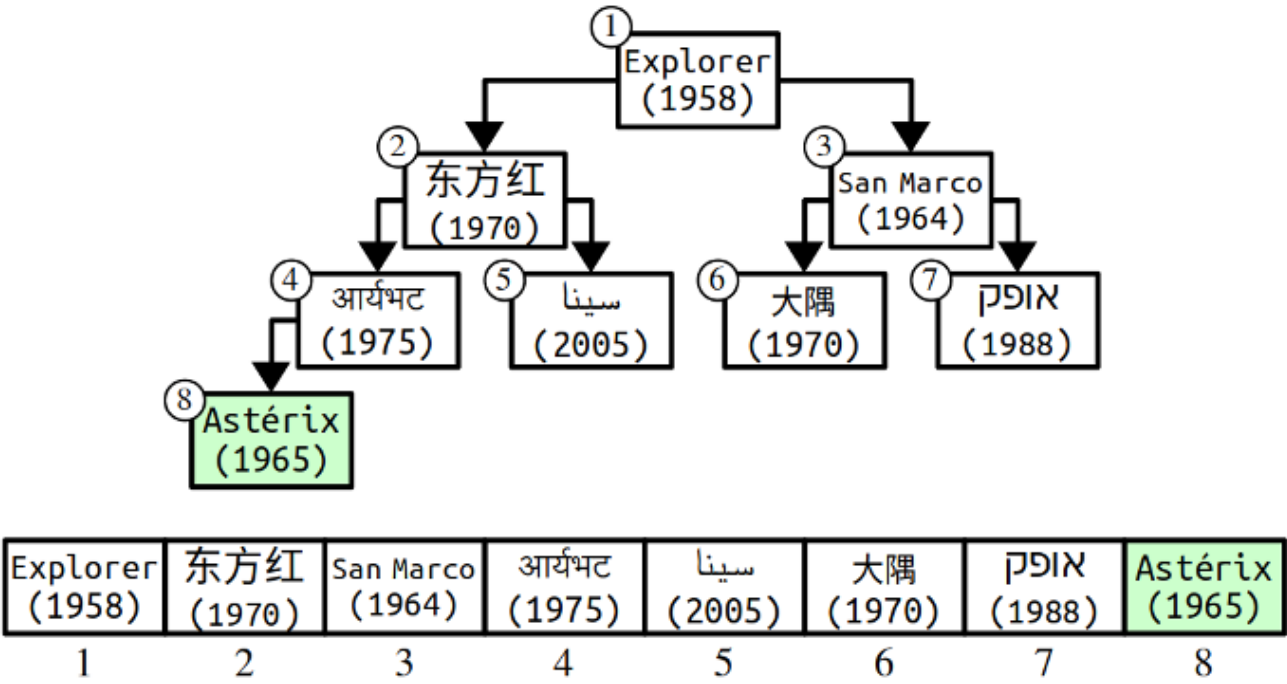 1
Explorer
(1958)
2
东方红
(1970)
3
San Marco
(1964)
4
आर्यभट
(1975)
5
سينا
(2005)
6
大隅
(1970)
7
אופק
(1988)
8
Astérix
(1965)
Explorer 东方红 San Marco आर्यभट سينا 大隅 אופק Astérix
(1958) (1970) (1964) (1975) (2005) (1970) (1988) (1965)
1 2 3 4 5 6 7 8